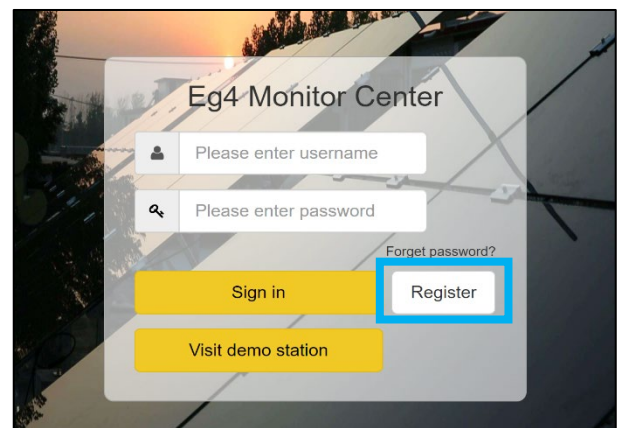 Eg4 Monitor Center
Please enter username
Please enter password
Forget password?
Sign in
Register
Visit demo station